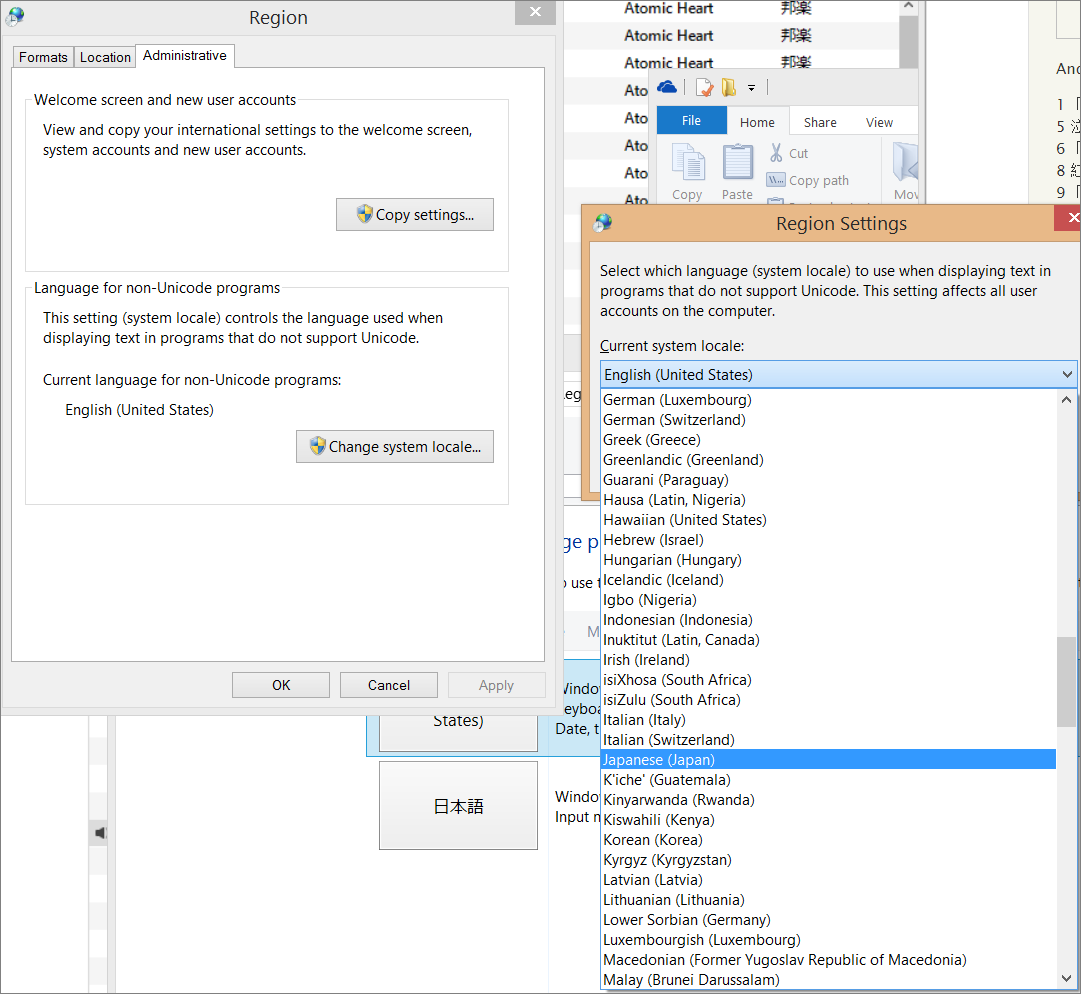 Region
Formats
Location
Administrative
Welcome screen and new user accounts
View and copy your international settings to the welcome screen,
system accounts and new user accounts.
Copy settings...
Language for non-Unicode programs
This setting (system locale) controls the language used when
displaying text in programs that do not support Unicode.
Current language for non-Unicode programs:
English (United States)
Change system locale...
OK
Cancel
Apply
States)
日本語
Atomic Heart 邦楽
Atomic Heart 邦楽
Atomic Heart 邦楽
Ato
Ato
Ato
Ato
Ato
File
Home
Share
View
Copy
Paste
Cut
Copy path
Mov
And
1「
5 泣
6「
8 紅
9「
Region Settings
Select which language (system locale) to use when displaying text in
programs that do not support Unicode. This setting affects all user
accounts on the computer.
Current system locale:
English (United States)
German (Luxembourg)
German (Switzerland)
Greek (Greece)
Greenlandic (Greenland)
Guarani (Paraguay)
Hausa (Latin, Nigeria)
Hawaiian (United States)
Hebrew (Israel)
Hungarian (Hungary)
Icelandic (Iceland)
Igbo (Nigeria)
Indonesian (Indonesia)
Inuktitut (Latin, Canada)
Irish (Ireland)
isiXhosa (South Africa)
isiZulu (South Africa)
Italian (Italy)
Italian (Switzerland)
Japanese (Japan)
K'iche' (Guatemala)
Kinyarwanda (Rwanda)
Kiswahili (Kenya)
Korean (Korea)
Kyrgyz (Kyrgyzstan)
Latvian (Latvia)
Lithuanian (Lithuania)
Lower Sorbian (Germany)
Luxembourgish (Luxembourg)
Macedonian (Former Yugoslav Republic of Macedonia)
Malay (Brunei Darussalam)
eg
ge p
o use t
M
Windo
eyboa
Date, t
Windo
Input n